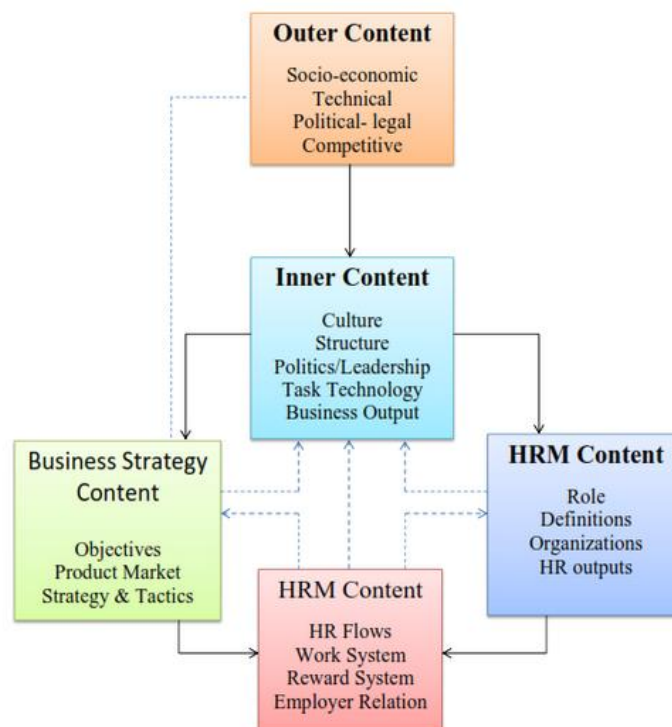 Outer Content
Socio-economic
Technical
Political- legal
Competitive
Inner Content
Culture
Structure
Politics/Leadership
Task Technology
Business Output
Business Strategy
Content
Objectives
Product Market
Strategy & Tactics
HRM Content
Role
Definitions
Organizations
HR outputs
HRM Content
HR Flows
Work System
Reward System
Employer Relation